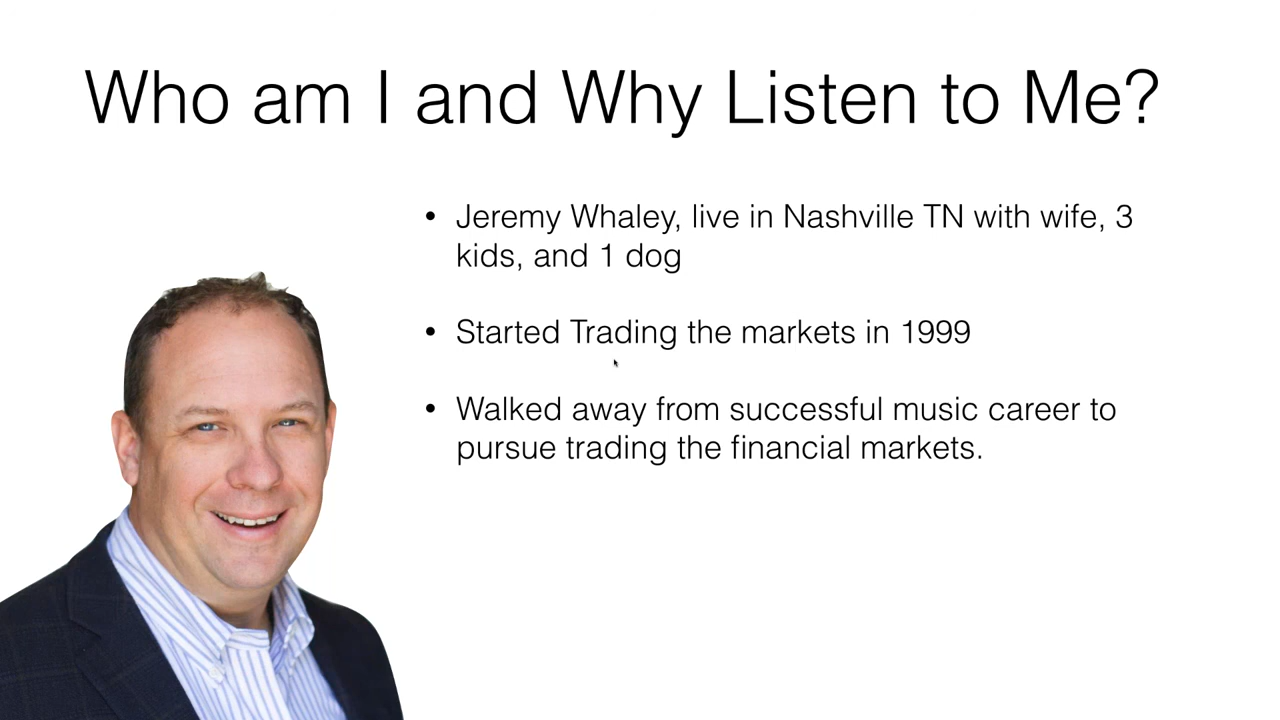 Who am I and Why Listen to Me?
• Jeremy Whaley, live in Nashville TN with wife, 3
kids, and 1 dog
• Started Trading the markets in 1999
• Walked away from successful music career to
pursue trading the financial markets.